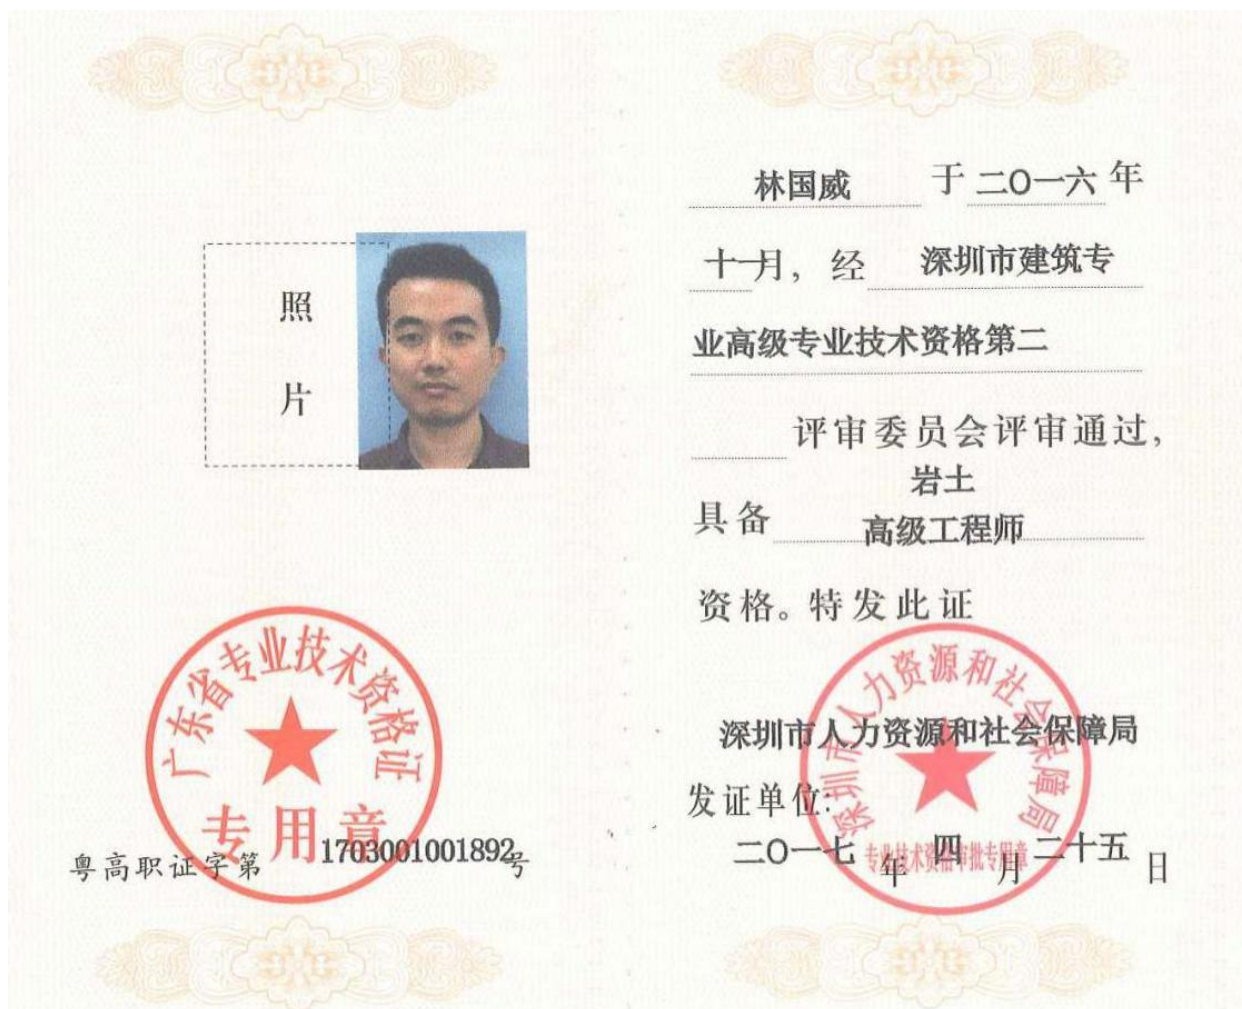 照
片
广东省专业技术资格证
专用章
粤高职证字第 1703001001892 号
林国威 于 二〇一六 年
十一月，经 深圳市建筑专
业高级专业技术资格第二
评审委员会评审通过，
岩土
具备 高级工程师
资格。特发此证
深圳市人力资源和社会保障局
深圳市人力资源和社会保障局
发证单位：
二〇一七 年 四 月 二十五 日
专业技术资格审批专用章